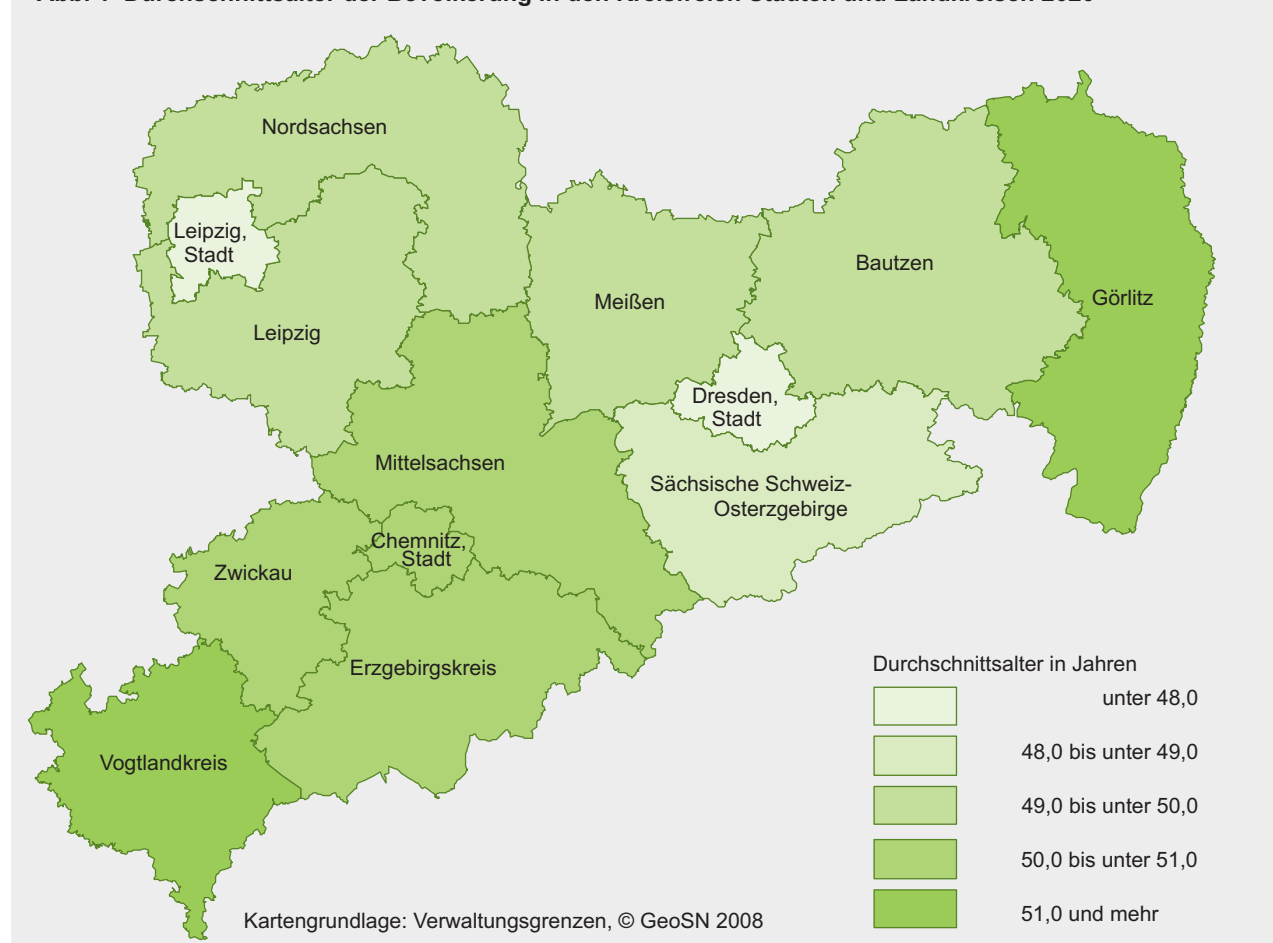 Nordsachsen
Leipzig,
Stadt
Leipzig
Meißen
Bautzen
Görlitz
Dresden,
Stadt
Mittelsachsen
Sächsische Schweiz-
Osterzgebirge
Chemnitz,
Stadt
Zwickau
Erzgebirgskreis
Vogtlandkreis
Durchschnittsalter in Jahren
unter 48,0
48,0 bis unter 49,0
49,0 bis unter 50,0
50,0 bis unter 51,0
51,0 und mehr
Kartengrundlage: Verwaltungsgrenzen, © GeoSN 2008